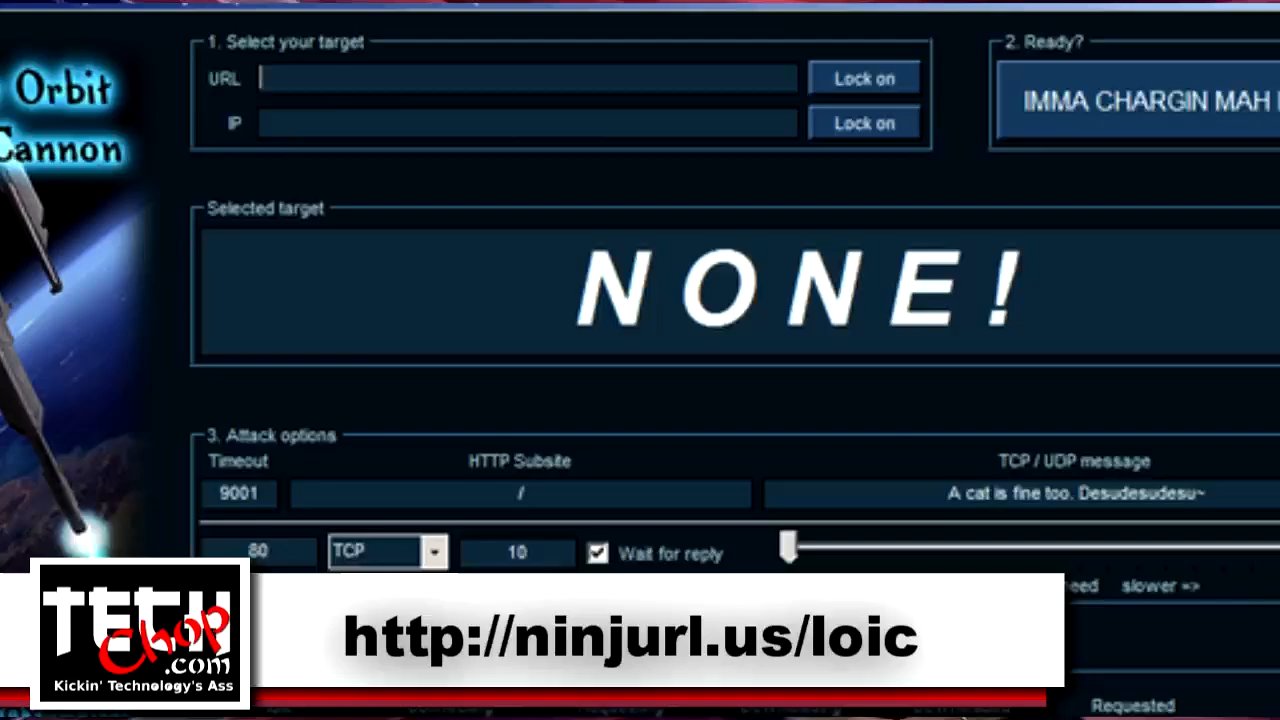 1. Select your target
2. Ready?
URL
Lock on
IMMA CHARGIN MAH
IP
Lock on
Orbit
Cannon
Selected target
NONE!
3. Attack options
Timeout
HTTP Subsite
TCP / UDP message
9001
/
A cat is fine too. Desudesudesu~
80
TCP
10
Wait for reply
slower =>
TECH
Chop
.com
Kickin' Technology's Ass
http://ninjurl.us/loic
Requested